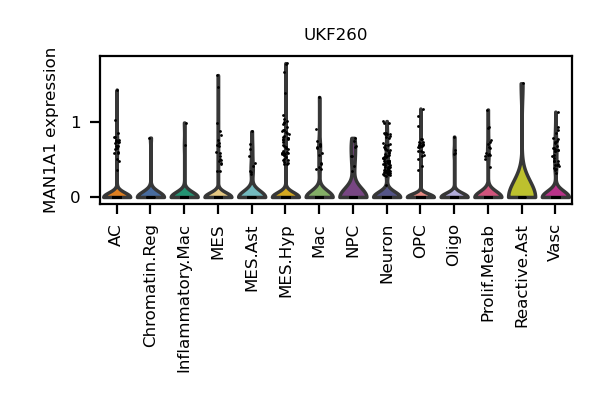 UKF260
MAN1A1 expression
1
0
AC
Chromatin.Reg
Inflammatory.Mac
MES
MES.Ast
MES.Hyp
Mac
NPC
Neuron
OPC
Oligo
Prolif.Metab
Reactive.Ast
Vasc